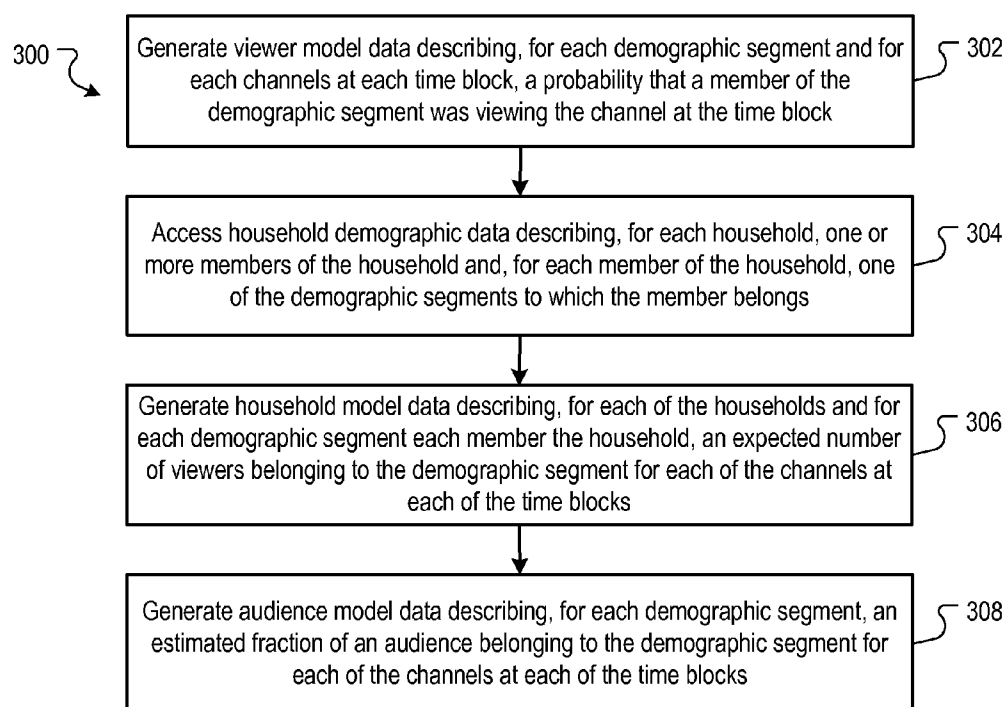 300
Generate viewer model data describing, for each demographic segment and for
each channels at each time block, a probability that a member of the
demographic segment was viewing the channel at the time block
302
Access household demographic data describing, for each household, one or
more members of the household and, for each member of the household, one
of the demographic segments to which the member belongs
304
Generate household model data describing, for each of the households and for
each demographic segment each member the household, an expected number
of viewers belonging to the demographic segment for each of the channels at
each of the time blocks
306
Generate audience model data describing, for each demographic segment, an
estimated fraction of an audience belonging to the demographic segment for
each of the channels at each of the time blocks
308